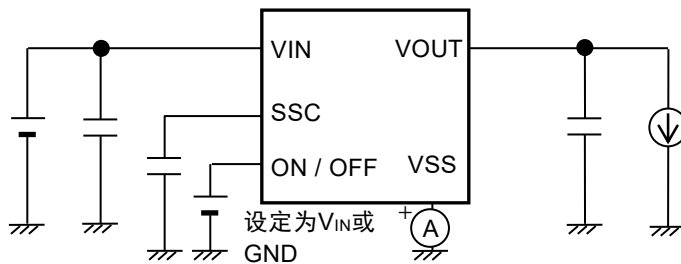 VIN
VOUT
SSC
ON / OFF
VSS
设定为VIN或
GND
+
A